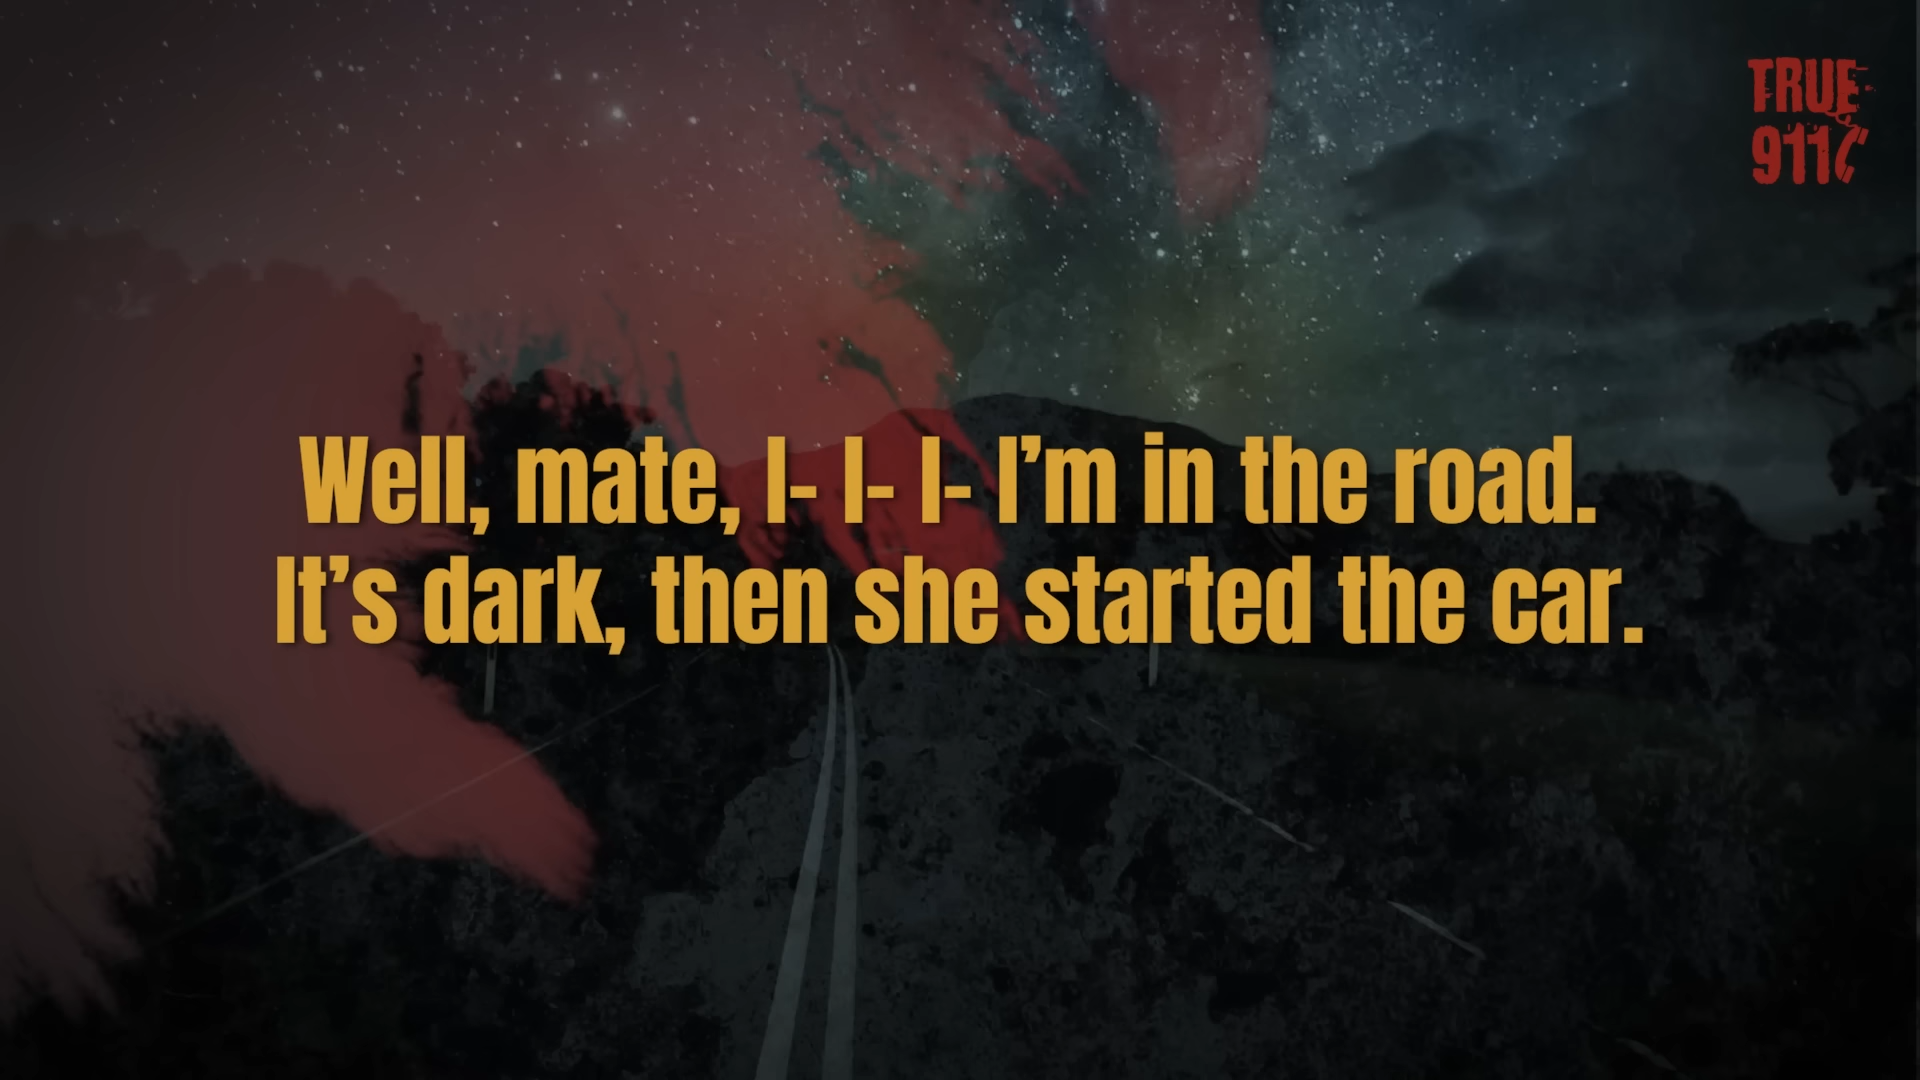 TRUE
911
Well, mate, I- I- I- I’m in the road.
It’s dark, then she started the car.